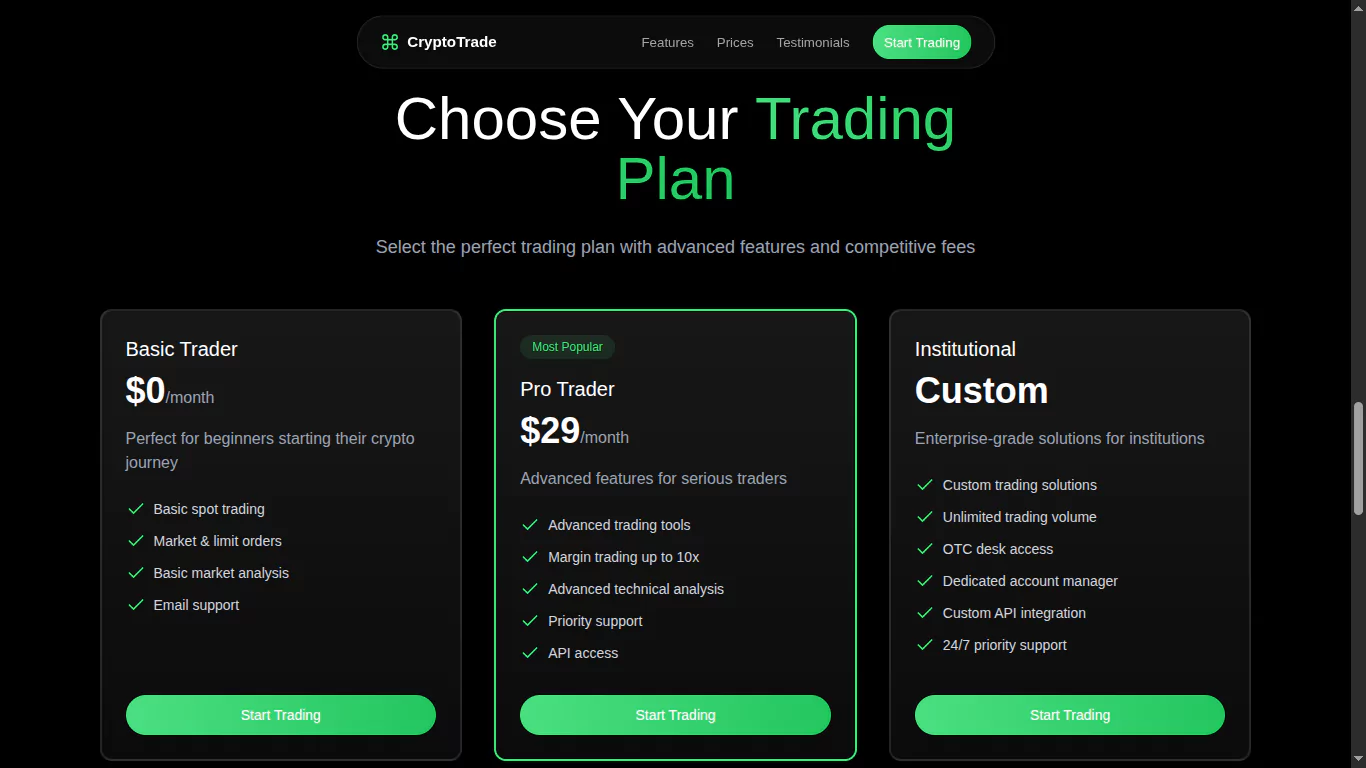 CryptoTrade
Features
Prices
Testimonials
Start Trading
Choose Your Trading
Plan
Select the perfect trading plan with advanced features and competitive fees
Basic Trader
$0/month
Perfect for beginners starting their crypto
journey
Basic spot trading
Market & limit orders
Basic market analysis
Email support
Start Trading
Most Popular
Pro Trader
$29/month
Advanced features for serious traders
Advanced trading tools
Margin trading up to 10x
Advanced technical analysis
Priority support
API access
Start Trading
Institutional
Custom
Enterprise-grade solutions for institutions
Custom trading solutions
Unlimited trading volume
OTC desk access
Dedicated account manager
Custom API integration
24/7 priority support
Start Trading